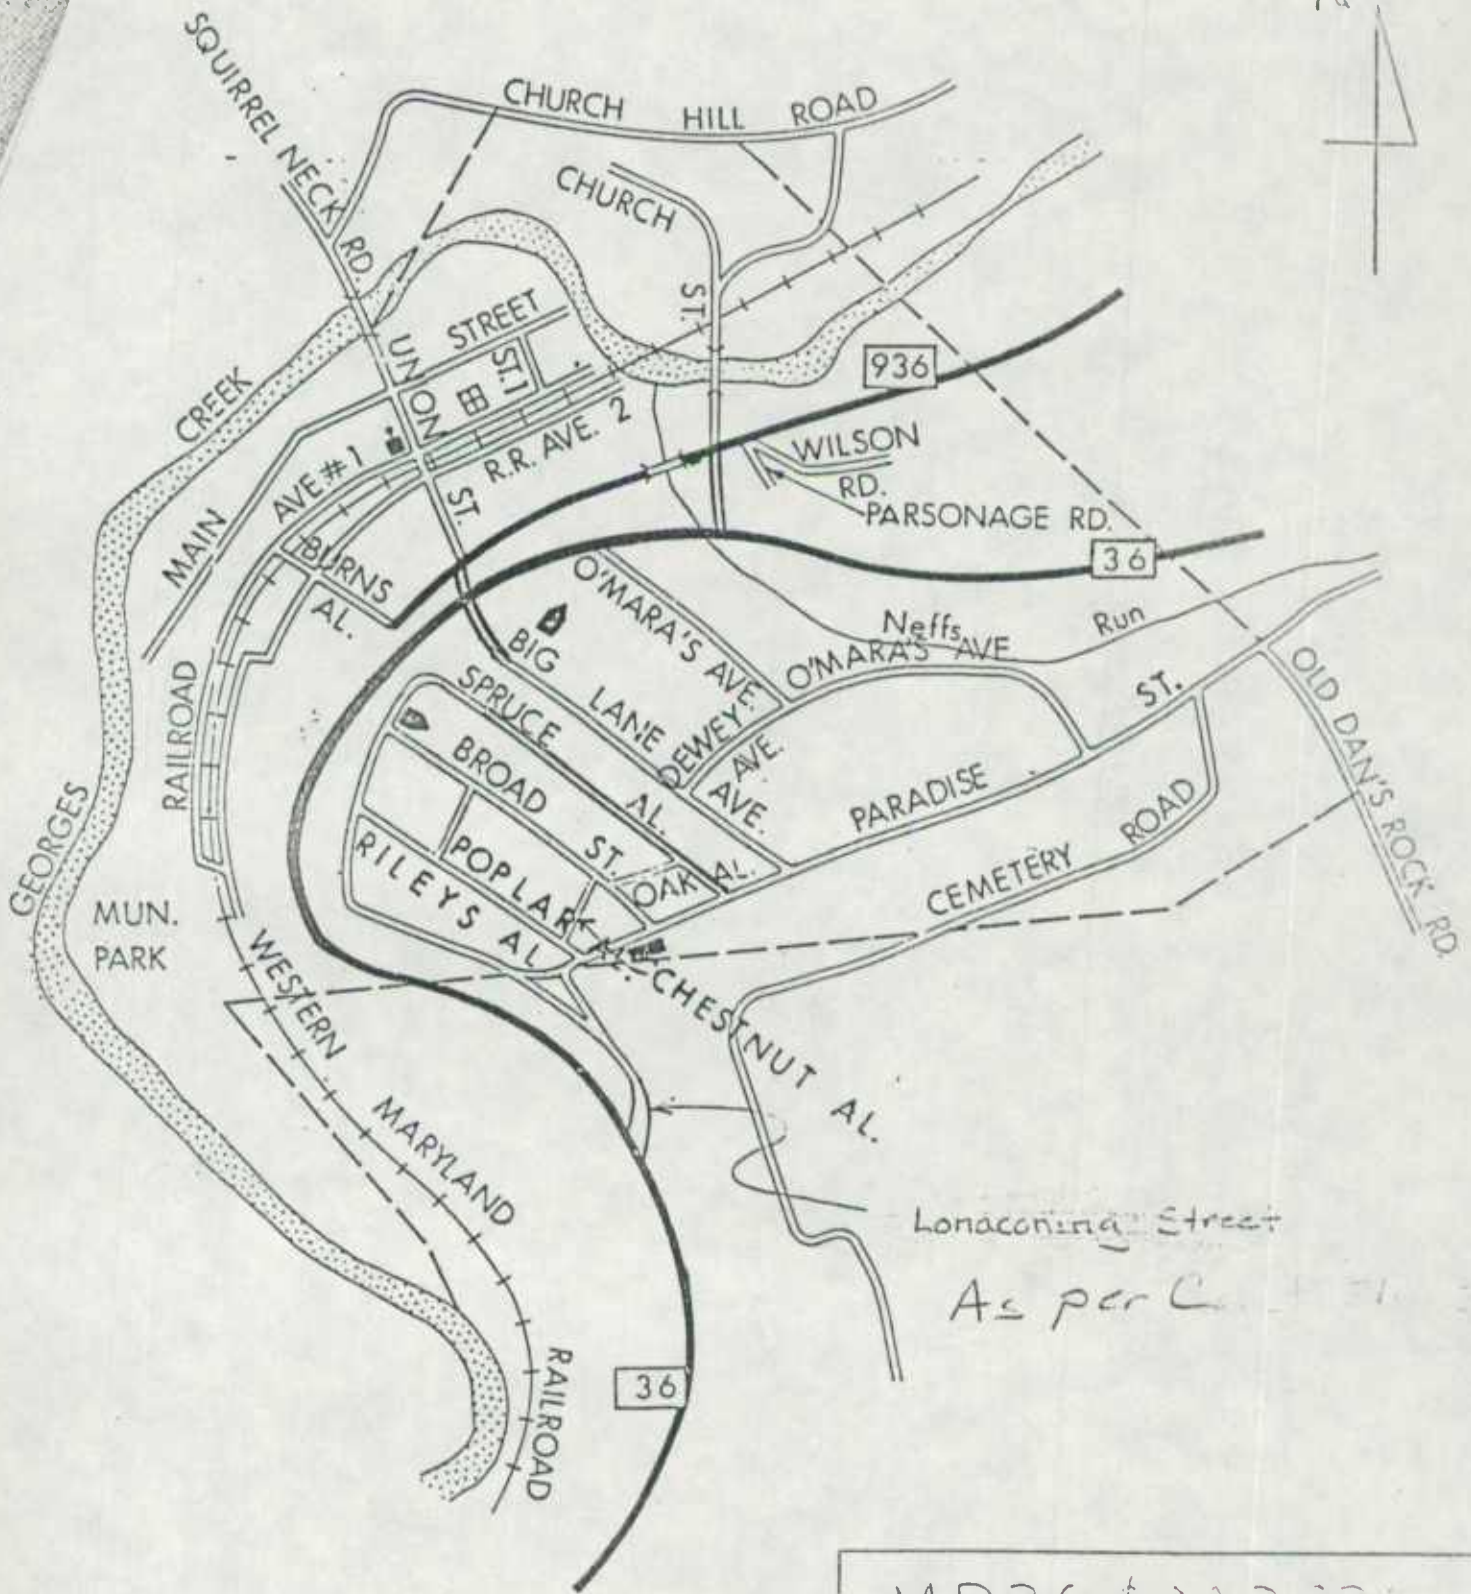 SQUIRREL NECK RD.
CHURCH HILL ROAD
CHURCH ST.
UNION ST.
STREET
ST.1
CREEK
936
R.R. AVE. 2
WILSON RD.
PARSONAGE RD.
AVE #1
MAIN
36
BURNS AL.
O'MARA'S AVE.
Neffs Run
O'MARA'S AVE
BIG LANE AVE.
DEWEY AVE.
SPRUCE AL.
ST.
OLD DAN'S ROCK RD.
RAILROAD
BROAD ST.
PARADISE
GEORGES
RILEYS AL
POPLAR AL.
OAK AL.
CEMETERY ROAD
MUN. PARK
WESTERN
CHESTNUT AL.
MARYLAND
Lonaconing Street
As per C
36
RAILROAD
MD 36